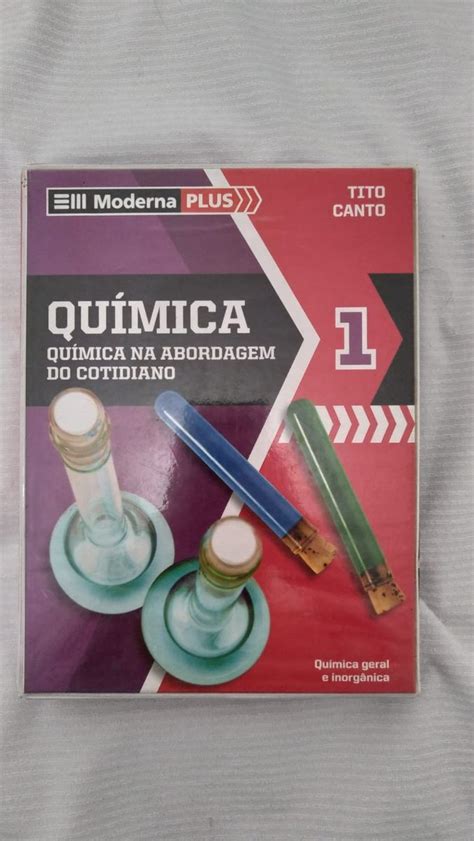 Moderna PLUS
TITO
CANTO
QUÍMICA
QUÍMICA NA ABORDAGEM
DO COTIDIANO
1
Química geral
e inorgânica